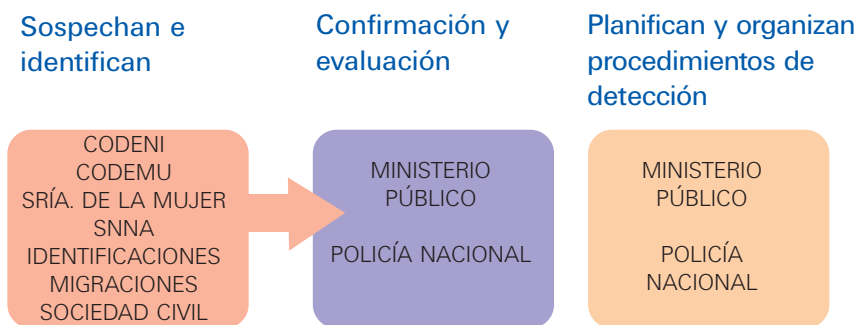 Sospechan e
identifican
Confirmación y
evaluación
Planifican y organizan
procedimientos de
detección
CODENI
CODEMU
SRÍA. DE LA MUJER
SNNA
IDENTIFICACIONES
MIGRACIONES
SOCIEDAD CIVIL
MINISTERIO
PÚBLICO
POLICÍA NACIONAL
MINISTERIO
PÚBLICO
POLICÍA
NACIONAL